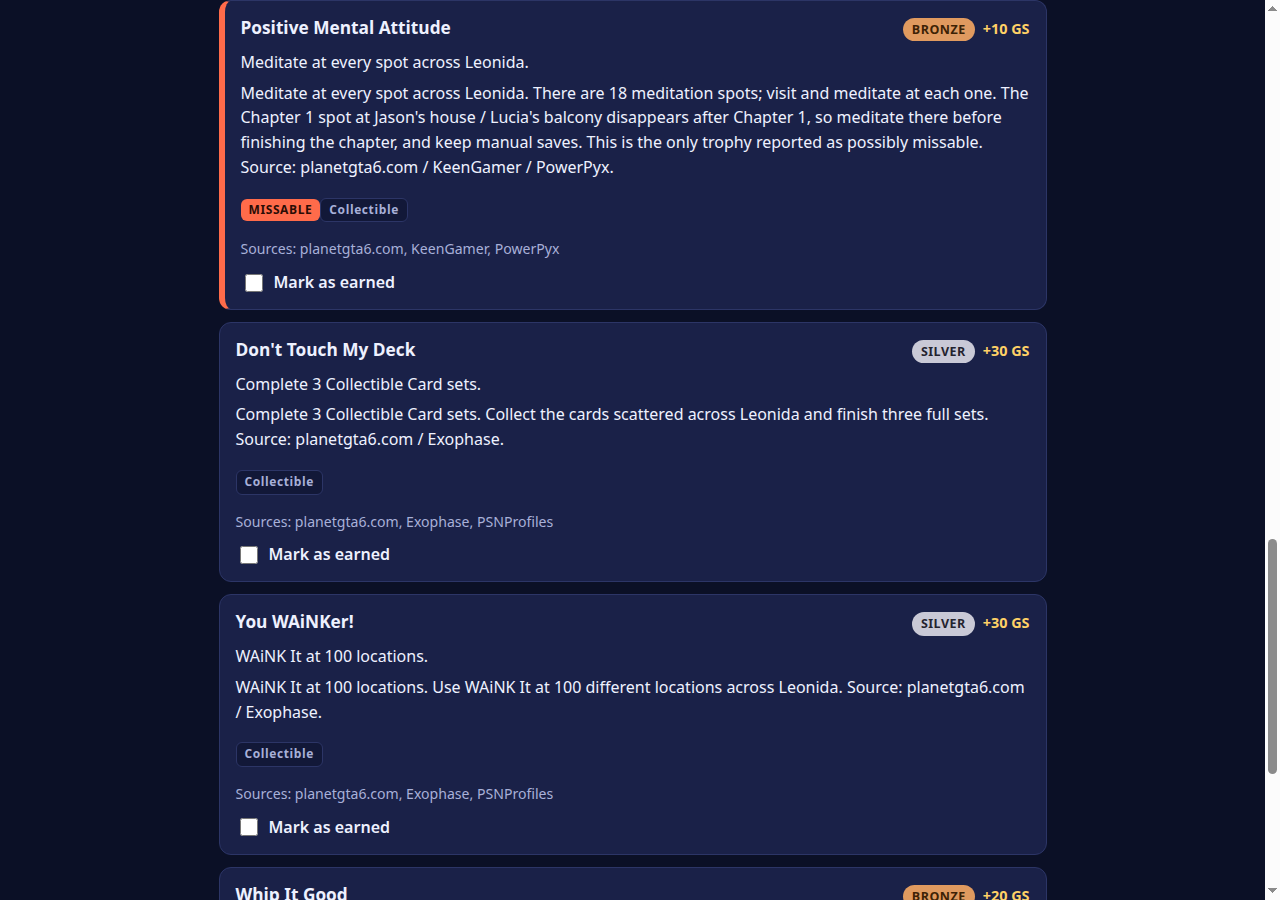 Positive Mental Attitude
BRONZE +10 GS
Meditate at every spot across Leonida.
Meditate at every spot across Leonida. There are 18 meditation spots; visit and meditate at each one. The
Chapter 1 spot at Jason's house / Lucia's balcony disappears after Chapter 1, so meditate there before
finishing the chapter, and keep manual saves. This is the only trophy reported as possibly missable.
Source: planetgta6.com / KeenGamer / PowerPyx.
MISSABLE Collectible
Sources: planetgta6.com, KeenGamer, PowerPyx
Mark as earned
Don't Touch My Deck
SILVER +30 GS
Complete 3 Collectible Card sets.
Complete 3 Collectible Card sets. Collect the cards scattered across Leonida and finish three full sets.
Source: planetgta6.com / Exophase.
Collectible
Sources: planetgta6.com, Exophase, PSNProfiles
Mark as earned
You WAiNKer!
SILVER +30 GS
WAiNK It at 100 locations.
WAiNK It at 100 locations. Use WAiNK It at 100 different locations across Leonida. Source: planetgta6.com
/ Exophase.
Collectible
Sources: planetgta6.com, Exophase, PSNProfiles
Mark as earned
Whip It Good
BRONZE +20 GS